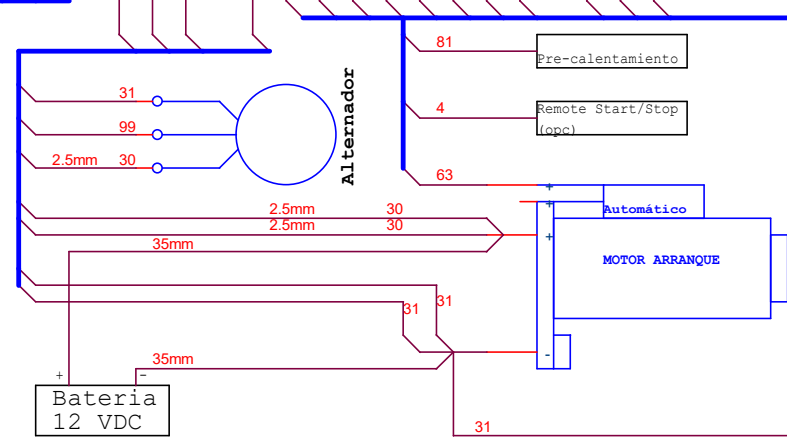 81
Pre-calentamiento
31
99
2.5mm 30
Alternador
4
Remote Start/Stop
(opc)
63
+
+
Automático
2.5mm 30
2.5mm 30
+
35mm
MOTOR ARRANQUE
31
31
-
35mm
+ -
Bateria
12 VDC
31